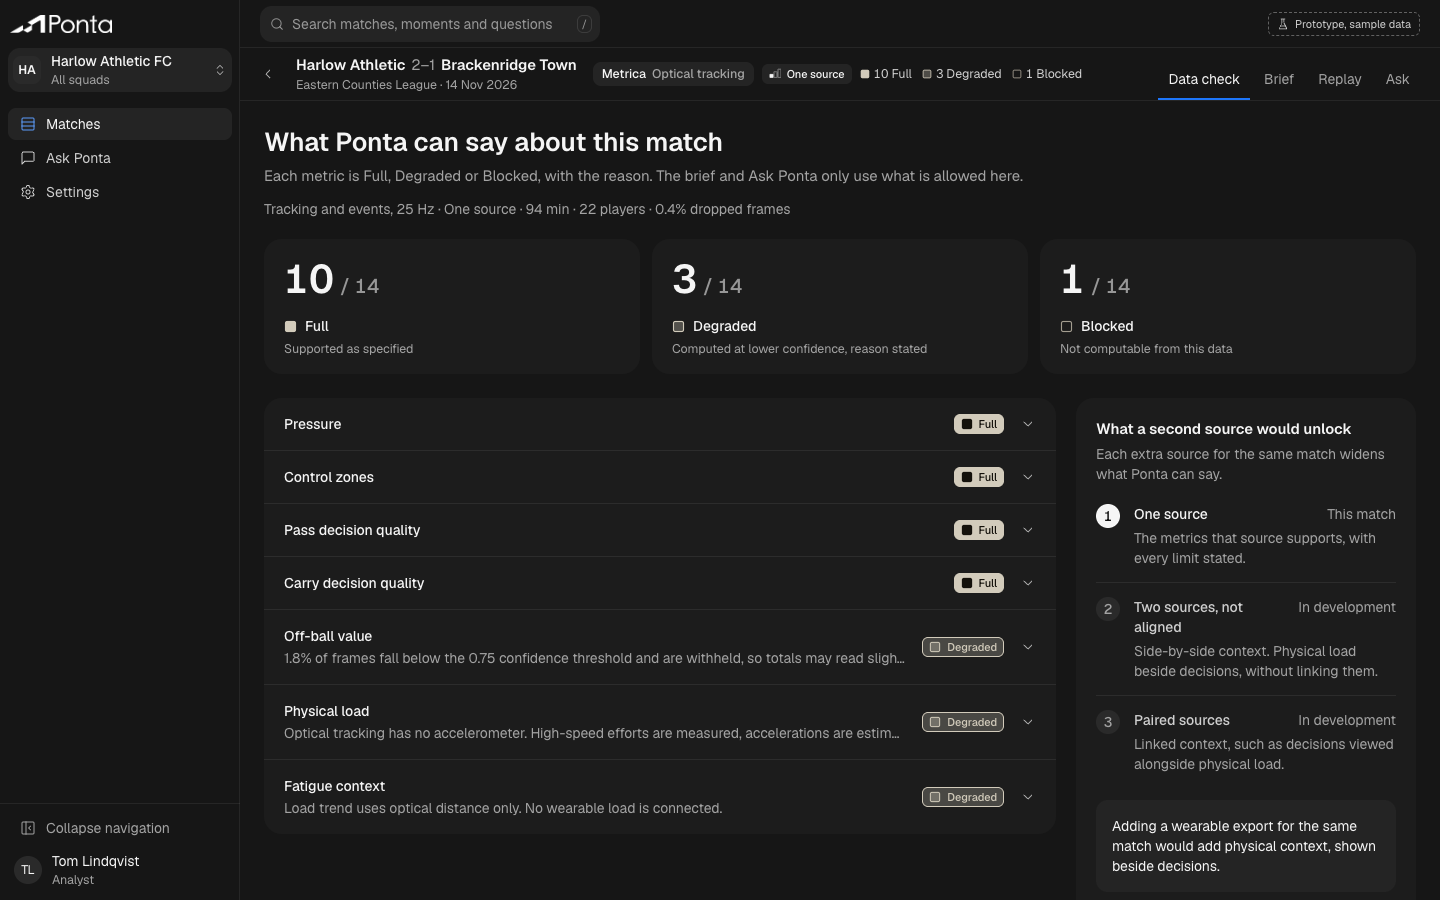 Ponta
Search matches, moments and questions
/
Prototype, sample data
HA
Harlow Athletic FC
All squads
Matches
Ask Ponta
Settings
Harlow Athletic 2–1 Brackenridge Town
Eastern Counties League · 14 Nov 2026
Metrica Optical tracking
One source
10 Full
3 Degraded
1 Blocked
Data check
Brief
Replay
Ask
What Ponta can say about this match
Each metric is Full, Degraded or Blocked, with the reason. The brief and Ask Ponta only use what is allowed here.
Tracking and events, 25 Hz · One source · 94 min · 22 players · 0.4% dropped frames
10 / 14
Full
Supported as specified
3 / 14
Degraded
Computed at lower confidence, reason stated
1 / 14
Blocked
Not computable from this data
Pressure
Full
Control zones
Full
Pass decision quality
Full
Carry decision quality
Full
Off-ball value
1.8% of frames fall below the 0.75 confidence threshold and are withheld, so totals may read sligh...
Degraded
Physical load
Optical tracking has no accelerometer. High-speed efforts are measured, accelerations are estim...
Degraded
Fatigue context
Load trend uses optical distance only. No wearable load is connected.
Degraded
What a second source would unlock
Each extra source for the same match widens
what Ponta can say.
1
One source
This match
The metrics that source supports, with
every limit stated.
2
Two sources, not
aligned
In development
Side-by-side context. Physical load
beside decisions, without linking them.
3
Paired sources
In development
Linked context, such as decisions viewed
alongside physical load.
Adding a wearable export for the same
match would add physical context, shown
beside decisions.
Collapse navigation
TL
Tom Lindqvist
Analyst